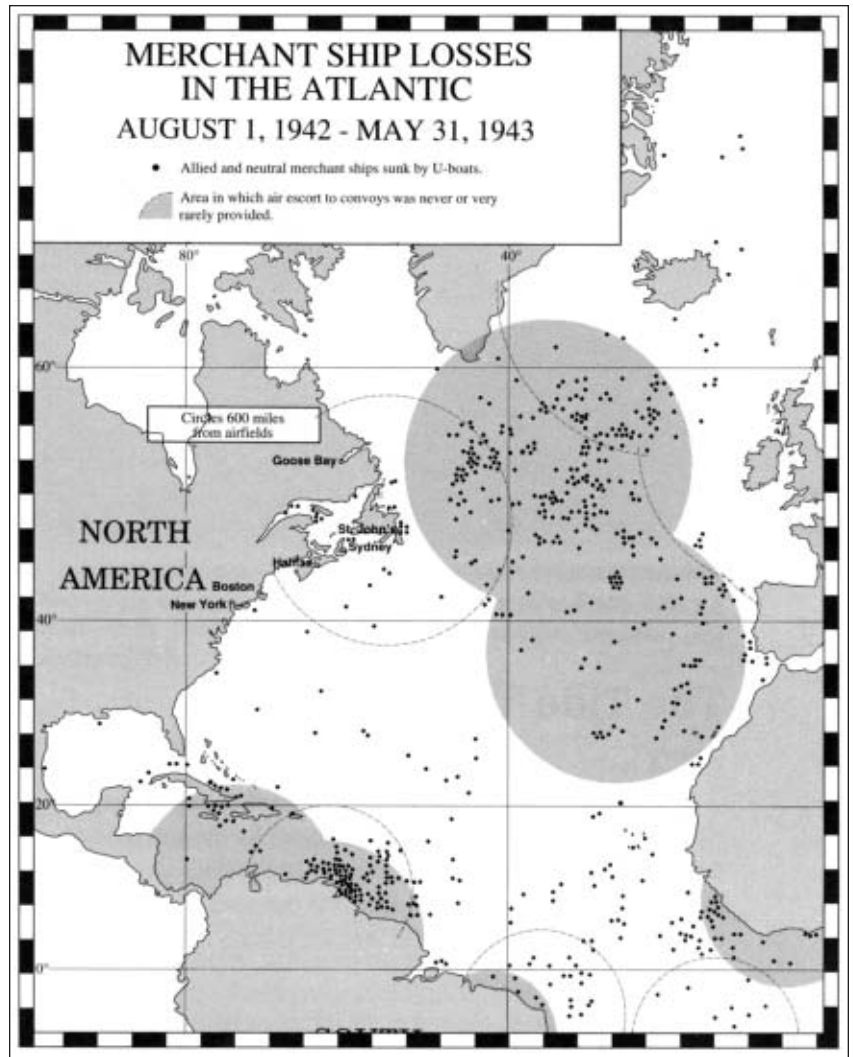 MERCHANT SHIP LOSSES
IN THE ATLANTIC
AUGUST 1, 1942 - MAY 31, 1943
Allied and neutral merchant ships sunk by U-boats.
Area in which air escort to convoys was never or very
rarely provided.
80°
40°
60°
Circles 600 miles
from airfields
Goose Bay
St. John's
Sydney
NORTH
AMERICA
Halifax
Boston
New York
40°
20°
0°
SOUTH